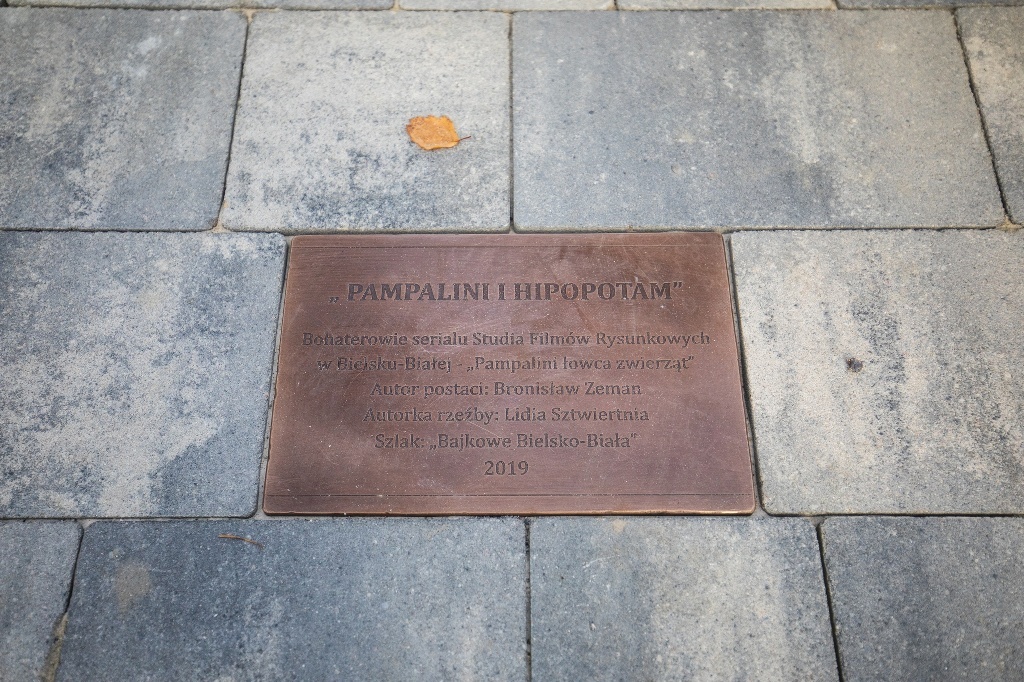 „PAMPALINI I HIPOPOTAM”
Bohaterowie serialu Studia Filmów Rysunkowych
w Bielsku-Białej - „Pampalini łowca zwierząt”
Autor postaci: Bronisław Zeman
Autorka rzeźby: Lidia Sztwiertnia
Szlak: „Bajkowe Bielsko-Biała”
2019